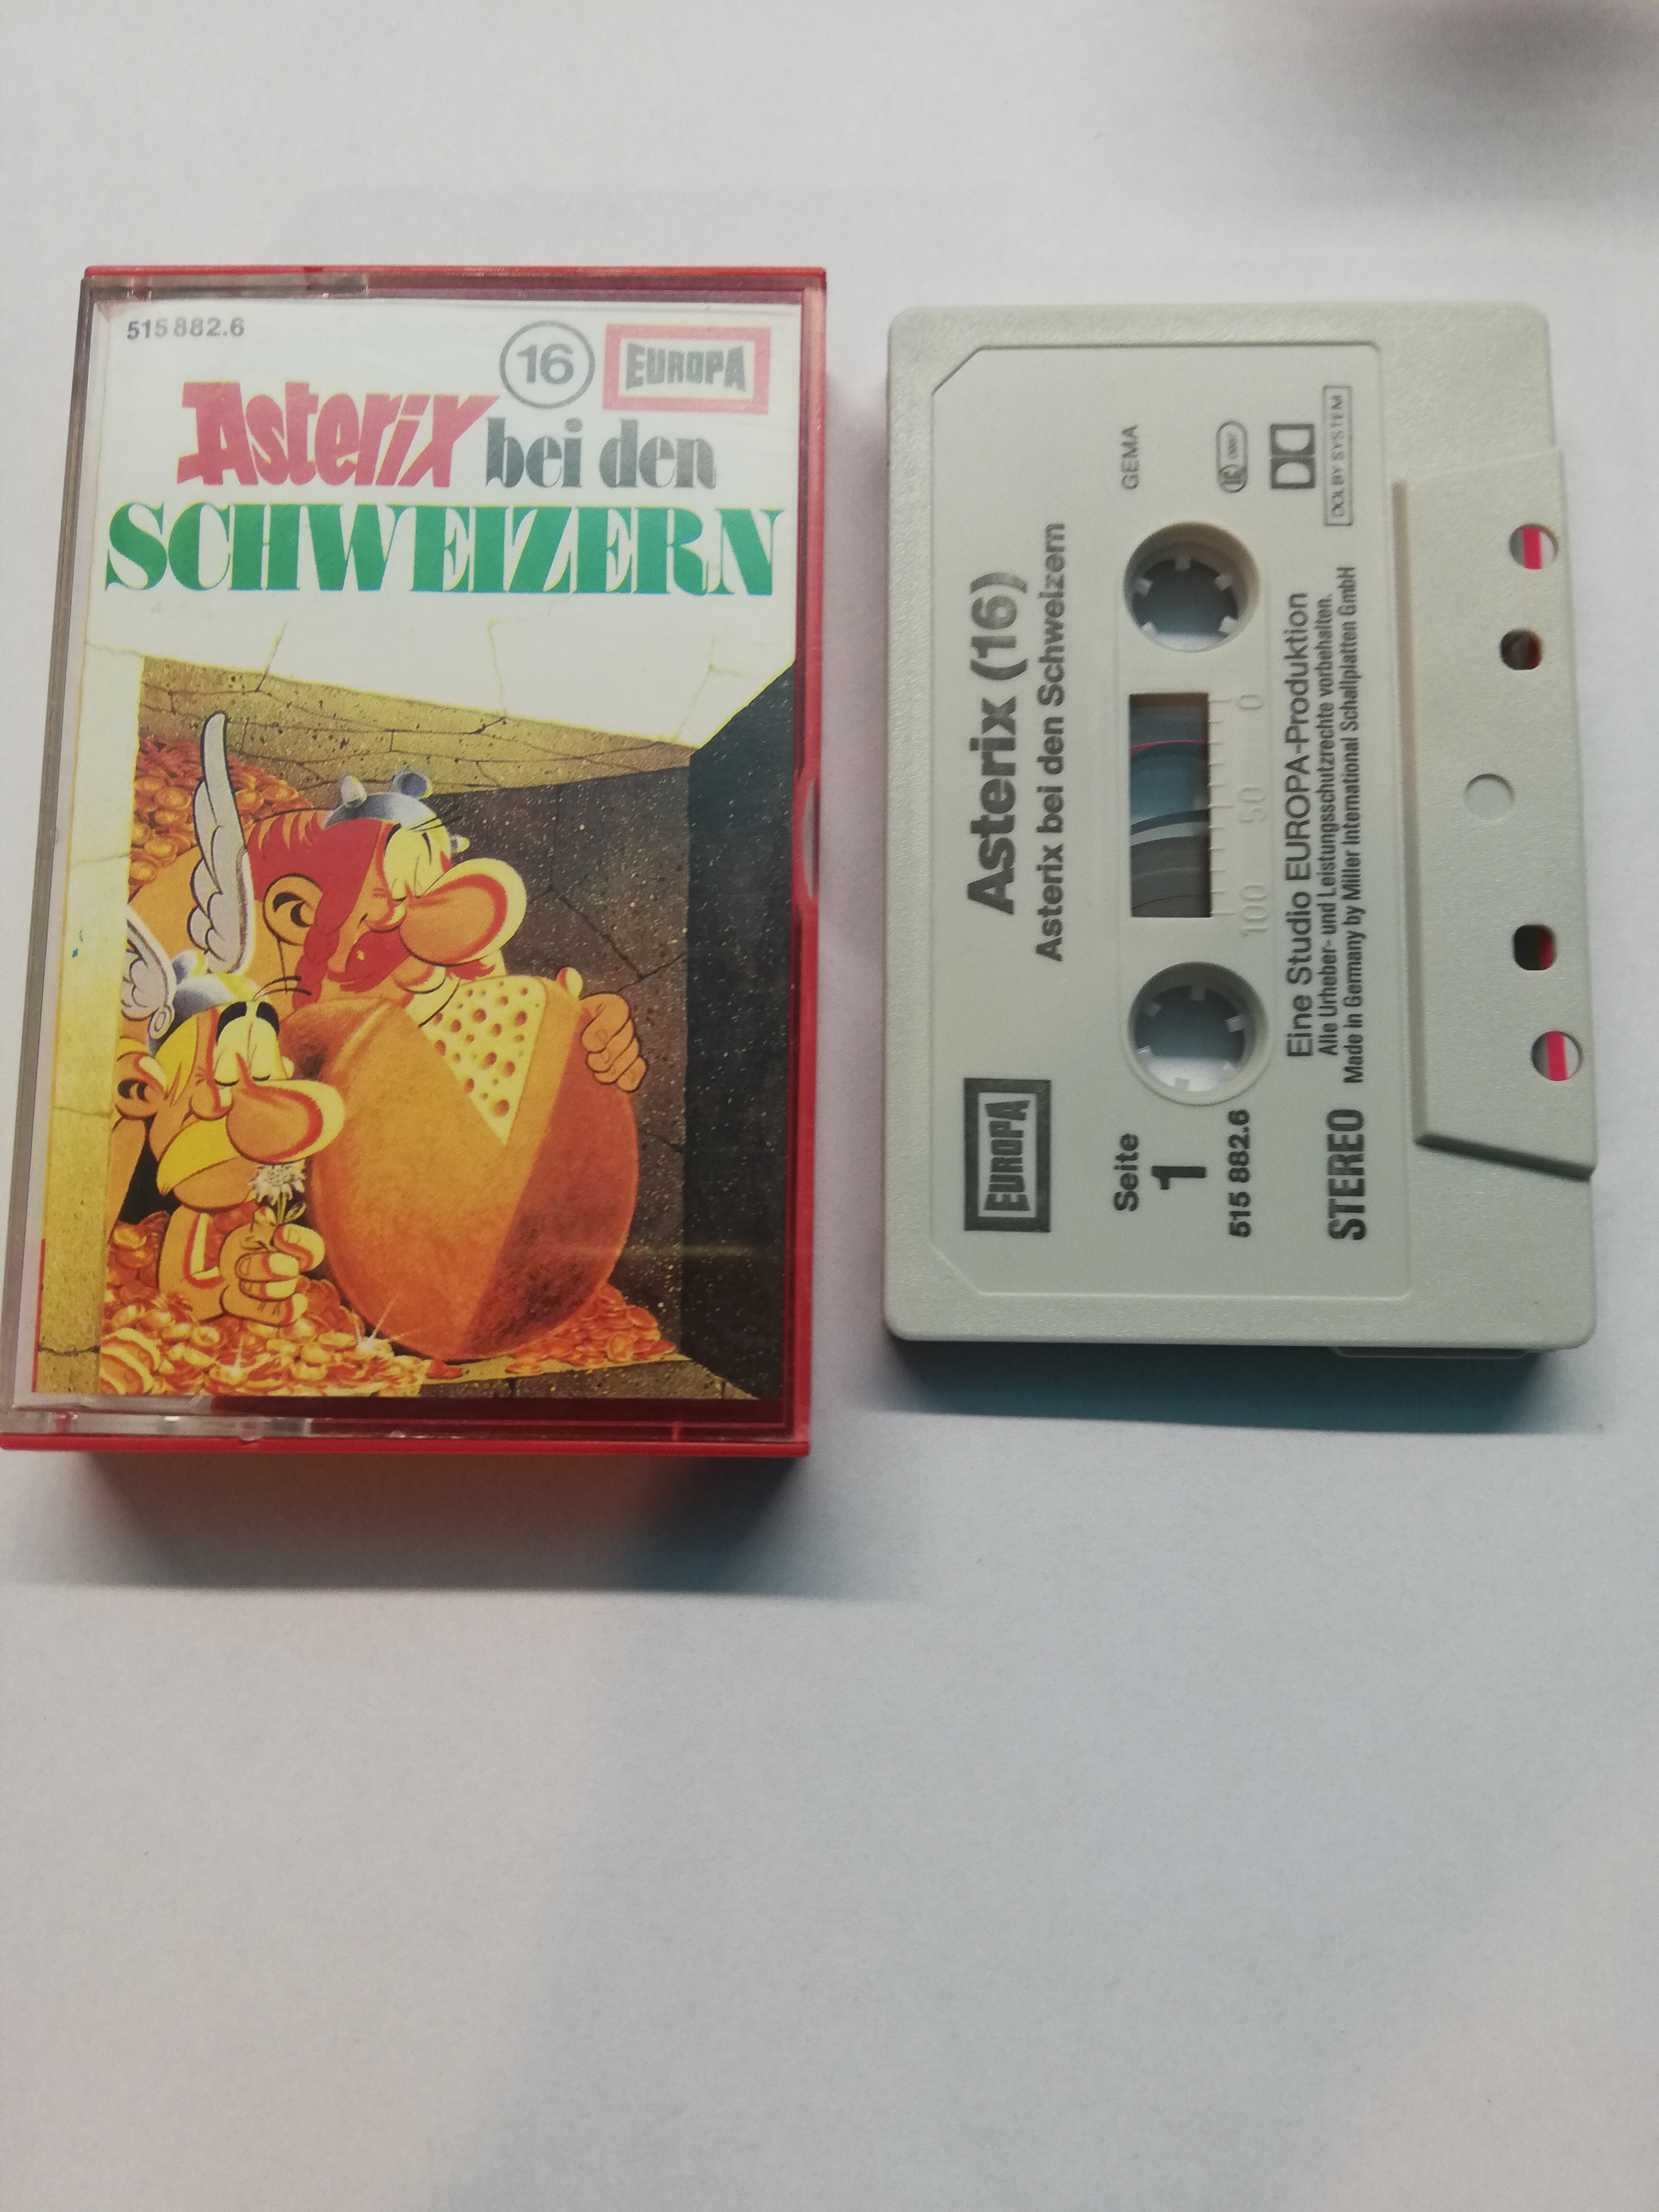 515 882.6
16
EUROPA
Asterix bei den
SCHWEIZERN
Asterix (16)
Asterix bei den Schweizern
EUROPA
GEMA
Seite
1
515 882.6
100 50 0
DOLBY SYSTEM
Eine Studio EUROPA-Produktion
Alle Urheber- und Leistungsschutzrechte vorbehalten.
STEREO
Made in Germany by Miller International Schallplatten GmbH